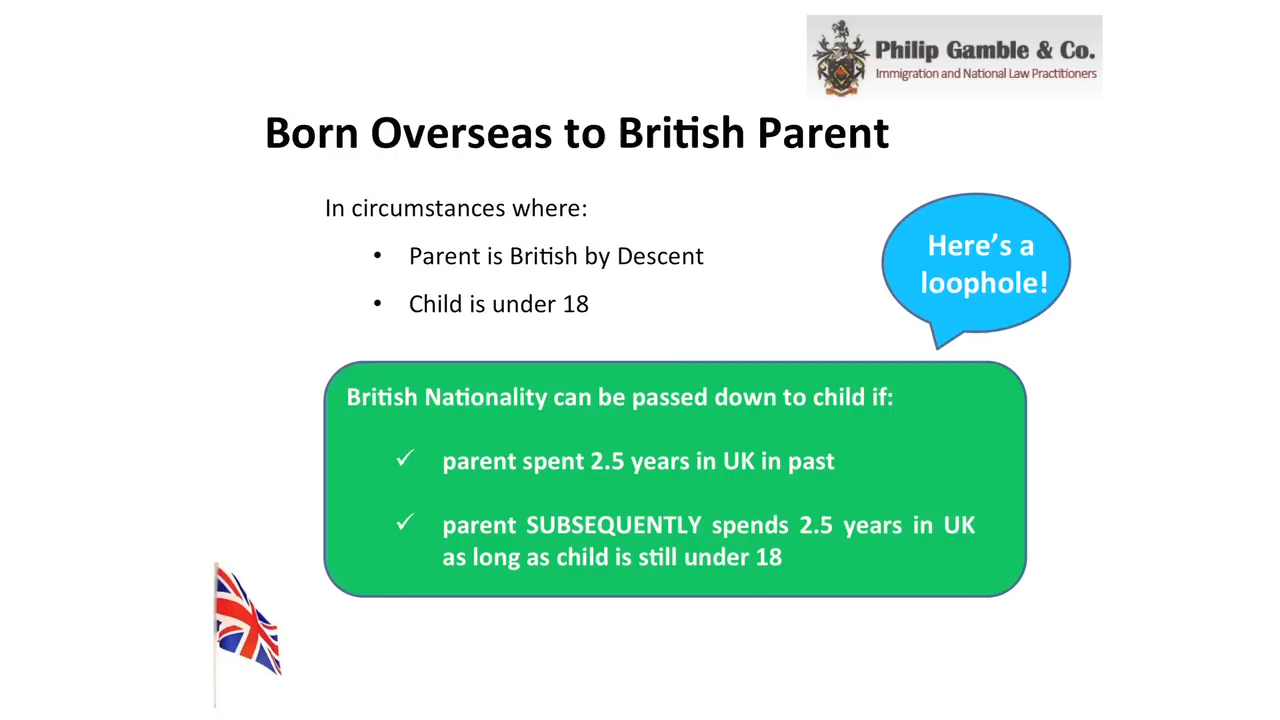 Philip Gamble & Co.
Immigration and National Law Practitioners
Born Overseas to British Parent
In circumstances where:
• Parent is British by Descent
• Child is under 18
Here’s a
loophole!
British Nationality can be passed down to child if:
✓ parent spent 2.5 years in UK in past
✓ parent SUBSEQUENTLY spends 2.5 years in UK
as long as child is still under 18